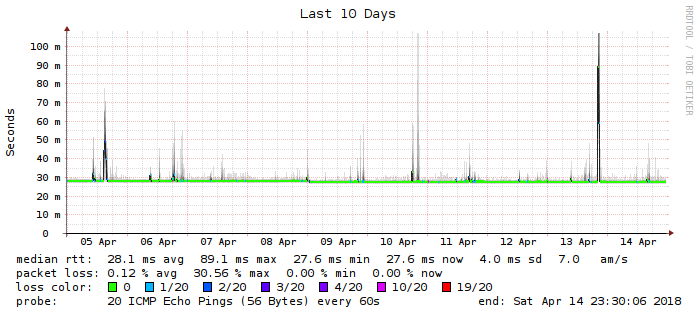 Last 10 Days
RRDTOOL / TOBI OETIKER
Seconds
100 m
90 m
80 m
70 m
60 m
50 m
40 m
30 m
20 m
10 m
0
05 Apr 06 Apr 07 Apr 08 Apr 09 Apr 10 Apr 11 Apr 12 Apr 13 Apr 14 Apr
median rtt: 28.1 ms avg 89.1 ms max 27.6 ms min 27.6 ms now 4.0 ms sd 7.0 am/s
packet loss: 0.12 % avg 30.56 % max 0.00 % min 0.00 % now
loss color: 0 1/20 2/20 3/20 4/20 10/20 19/20
probe: 20 ICMP Echo Pings (56 Bytes) every 60s end: Sat Apr 14 23:30:06 2018